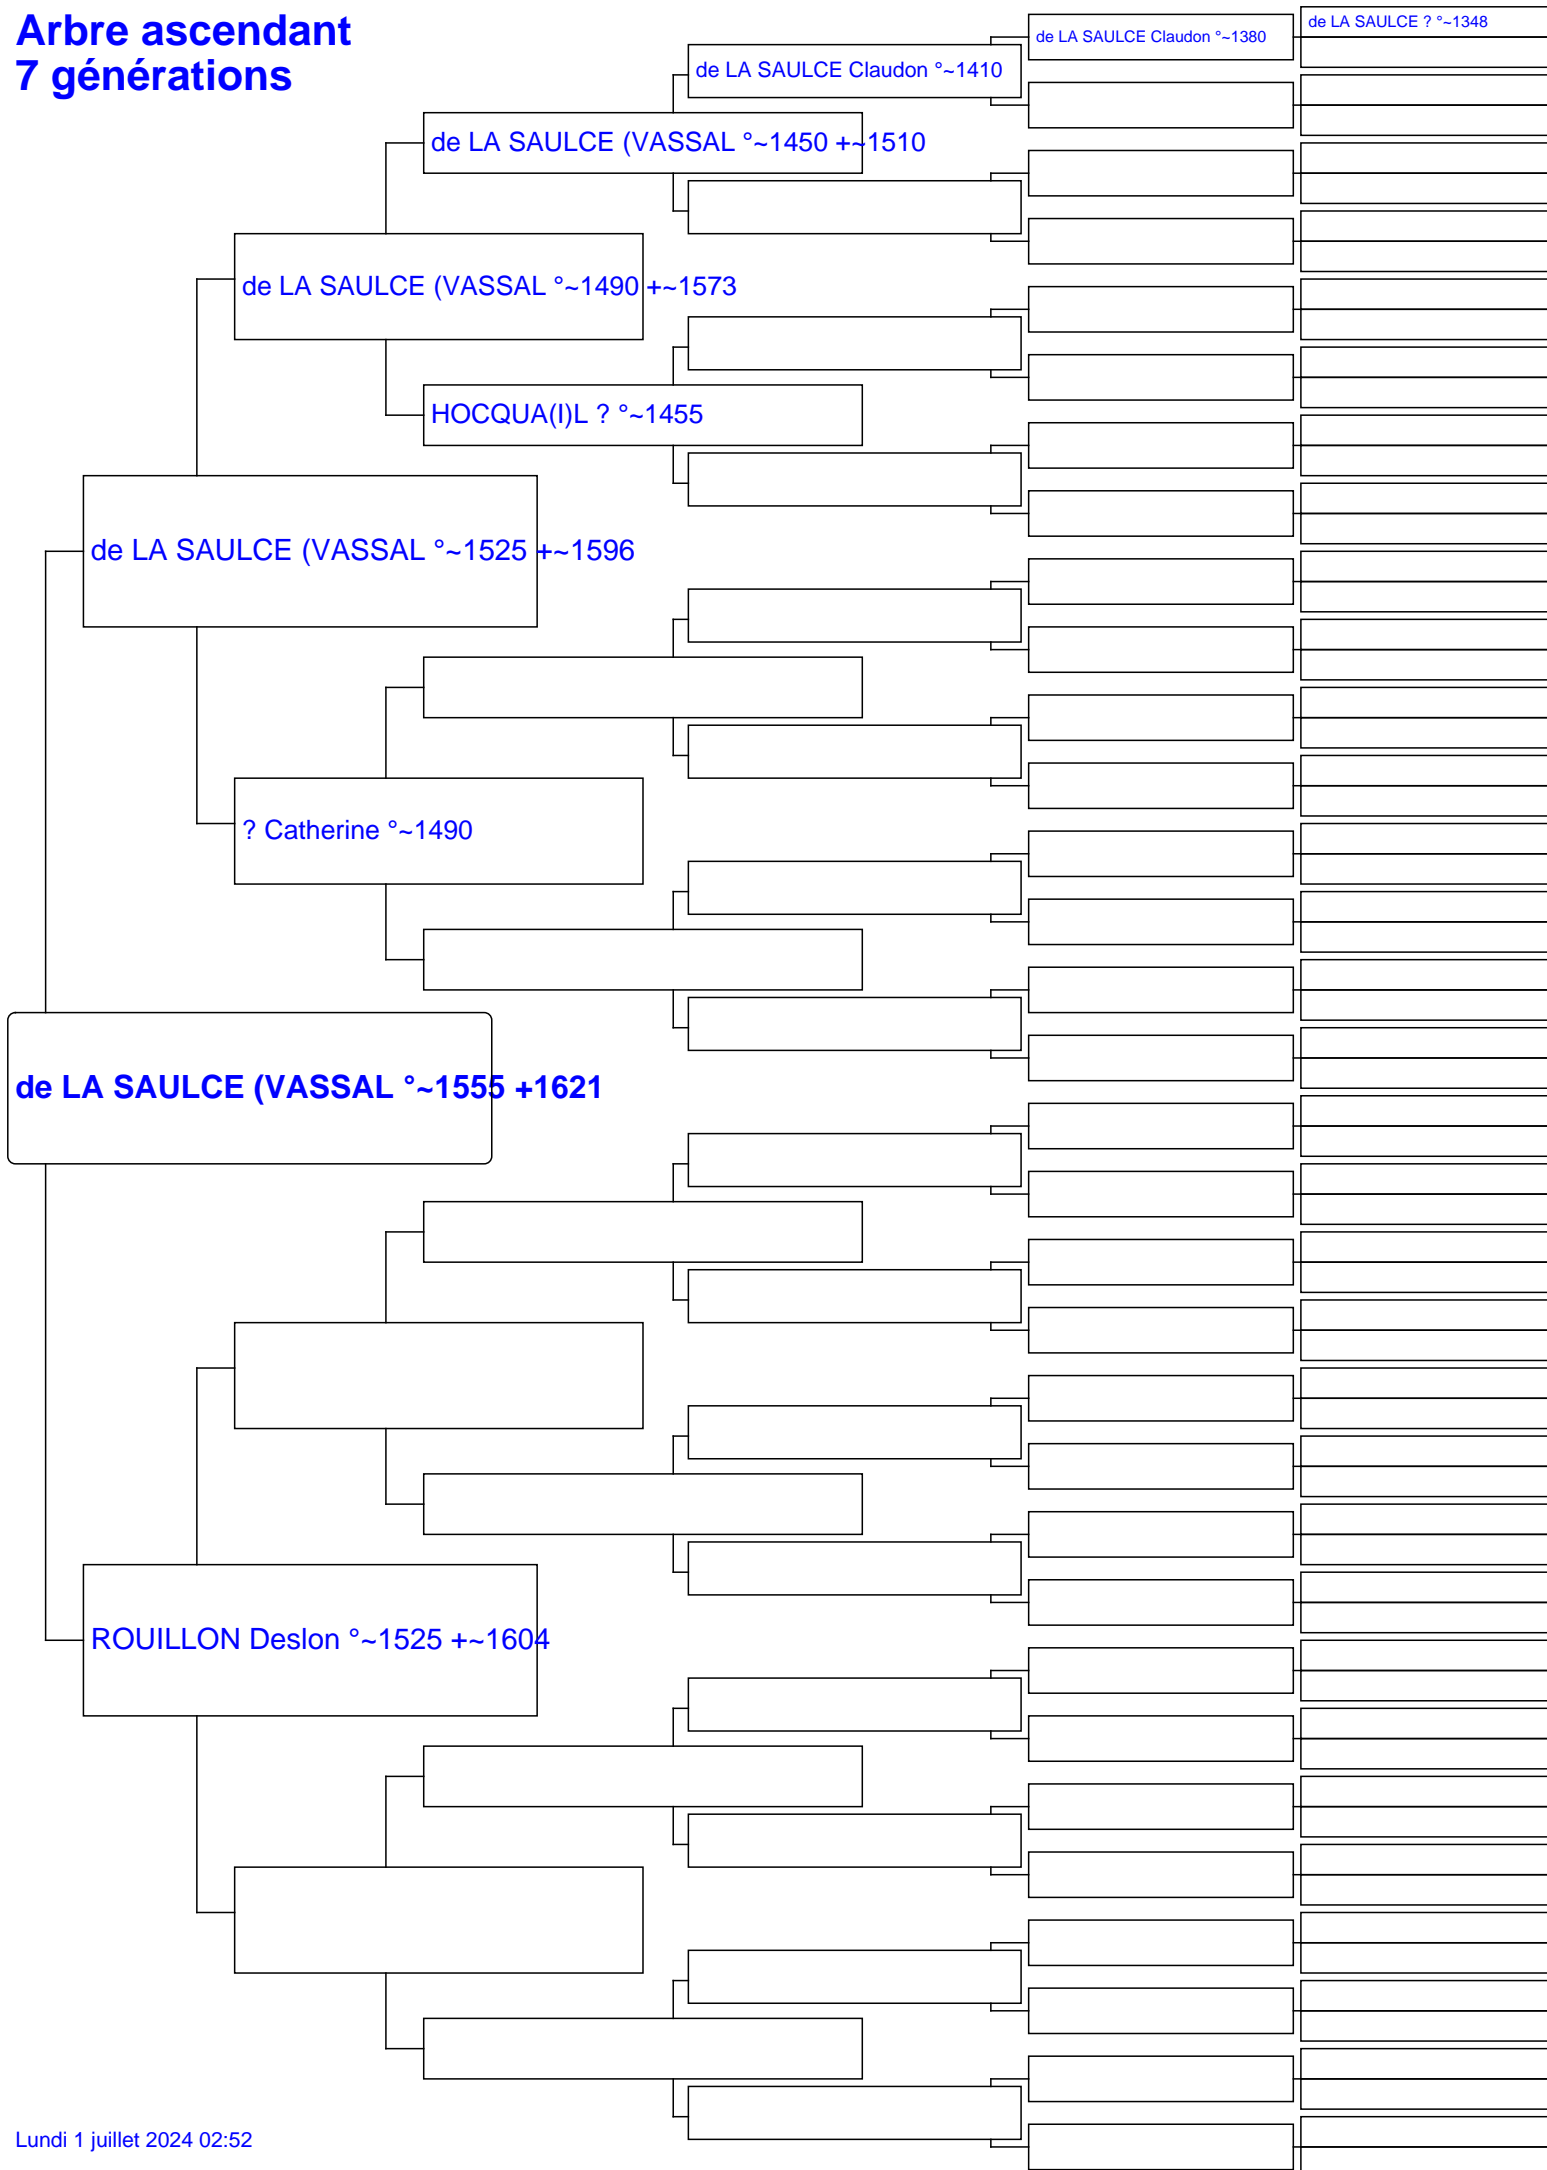 Arbre ascendant
7 générations
de LA SAULCE ? °~1348
de LA SAULCE Claudon °~1380
de LA SAULCE Claudon °~1410
de LA SAULCE (VASSAL °~1450 +~1510
de LA SAULCE (VASSAL °~1490 +~1573
HOCQUA(I)L ? °~1455
de LA SAULCE (VASSAL °~1525 +~1596
? Catherine °~1490
de LA SAULCE (VASSAL °~1555 +1621
ROUILLON Deslon °~1525 +~1604
Lundi 1 juillet 2024 02:52